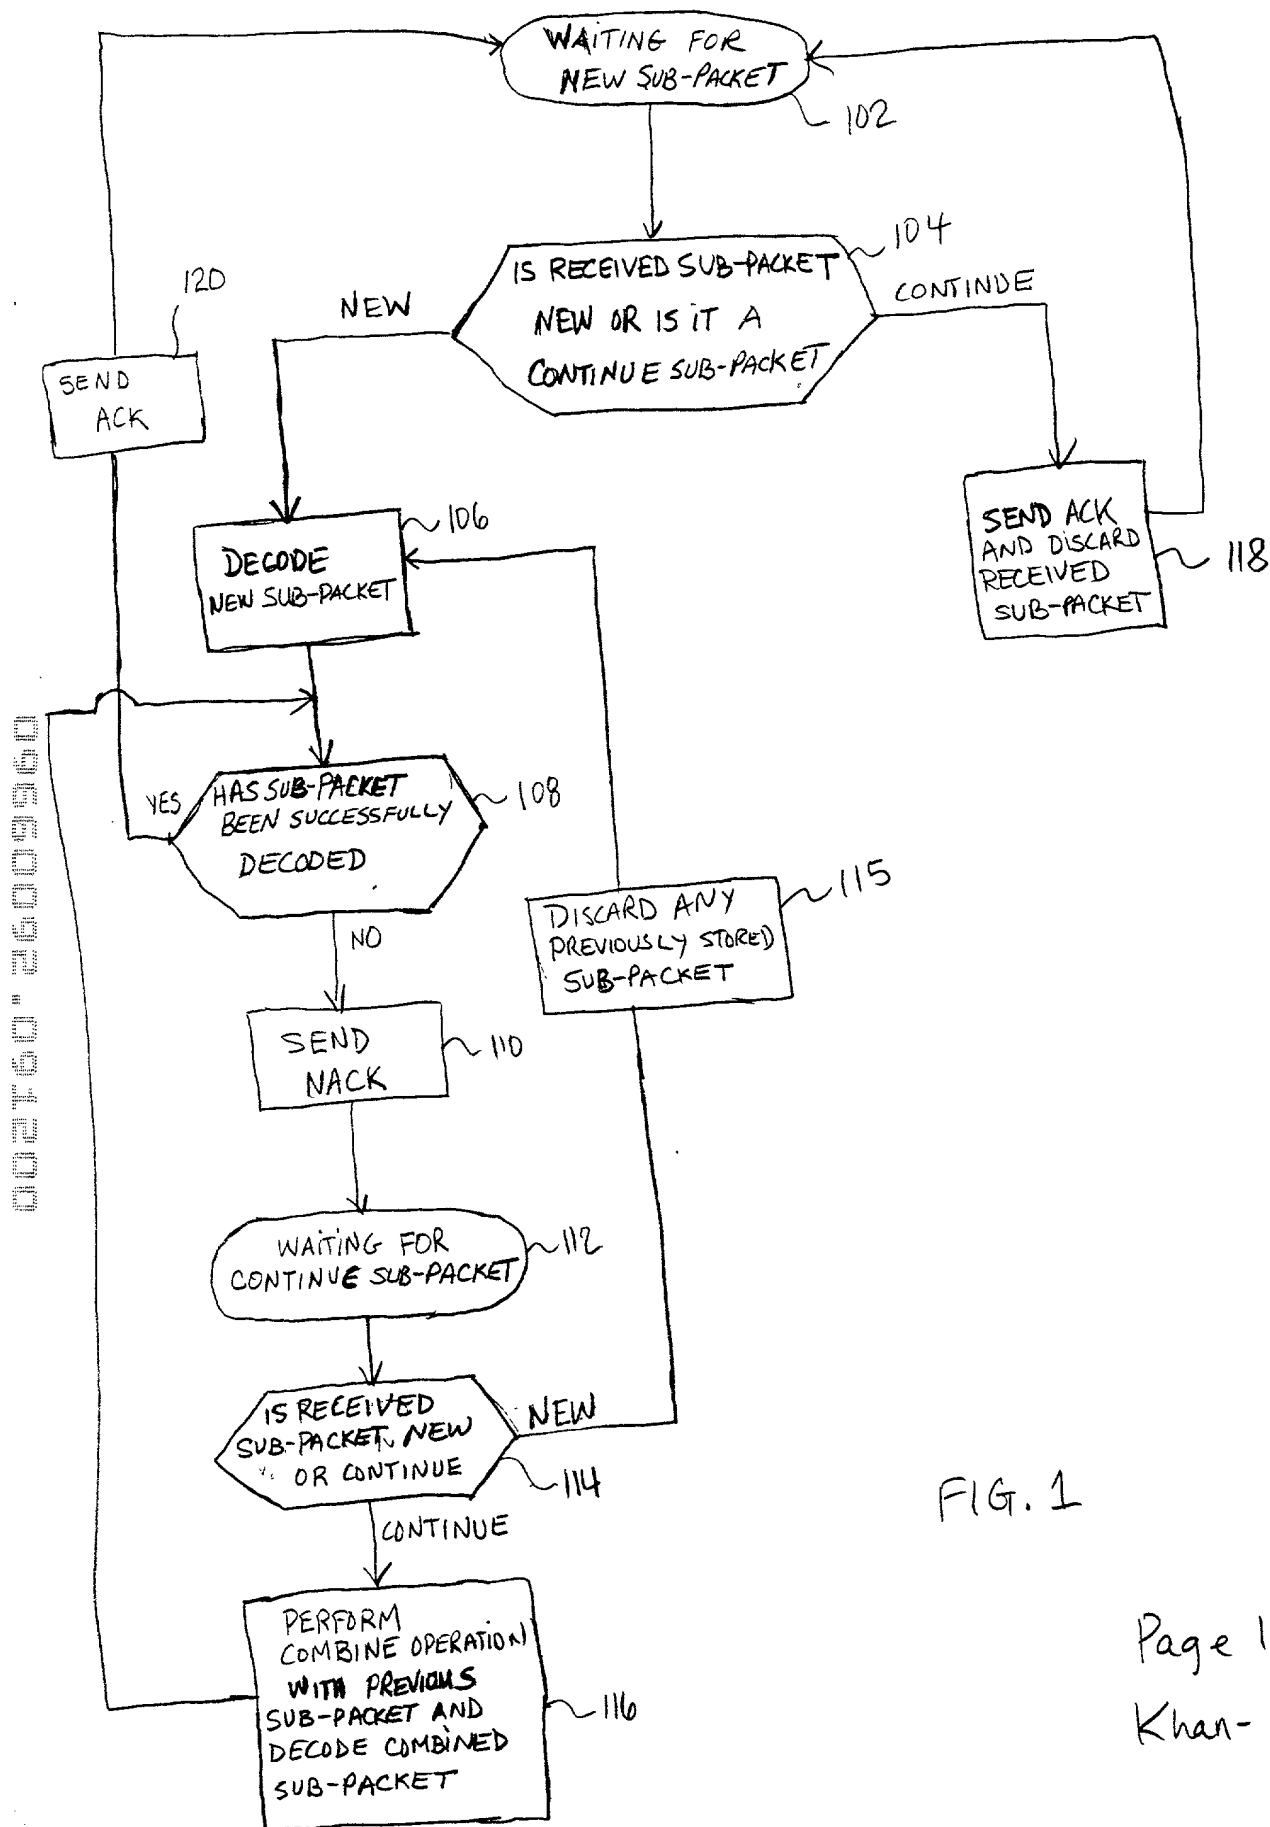 WAITING FOR
NEW SUB-PACKET
102
IS RECEIVED SUB-PACKET
NEW OR IS IT A
CONTINUE SUB-PACKET
104
NEW
CONTINUE
120
SEND
ACK
DECODE
NEW SUB-PACKET
106
SEND ACK
AND DISCARD
RECEIVED
SUB-PACKET
118
HAS SUB-PACKET
BEEN SUCCESSFULLY
DECODED
108
YES
NO
DISCARD ANY
PREVIOUSLY STORED
SUB-PACKET
115
SEND
NACK
110
WAITING FOR
CONTINUE SUB-PACKET
112
IS RECEIVED
SUB-PACKET NEW
OR CONTINUE
114
NEW
CONTINUE
PERFORM
COMBINE OPERATION
WITH PREVIOUS
SUB-PACKET AND
DECODE COMBINED
SUB-PACKET
116
FIG. 1
Page 1
Khan-
09660092.091200